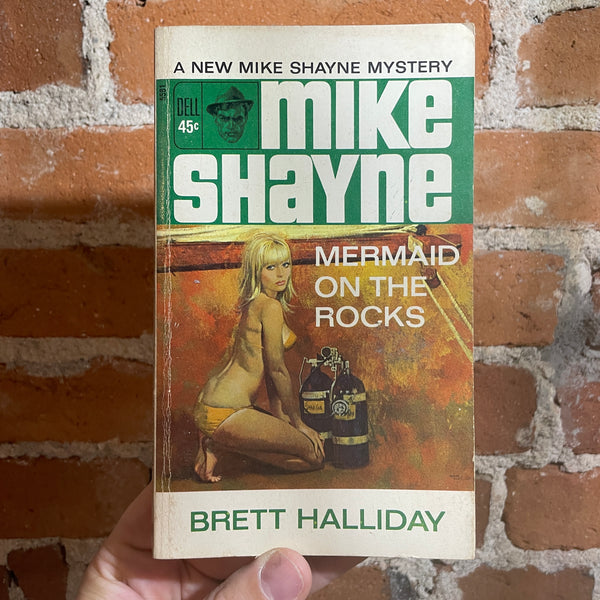 A NEW MIKE SHAYNE MYSTERY
DELL
45c
MIKE
SHAYNE
MERMAID
ON THE
ROCKS
BRETT HALLIDAY